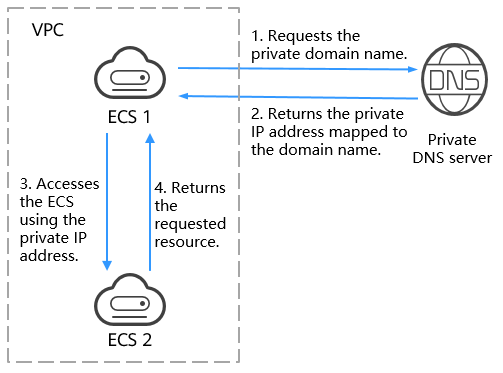 VPC
1. Requests the
private domain name.
DNS
ECS 1
2. Returns the private
IP address mapped to
the domain name.
Private
DNS server
3. Accesses
the ECS
using the
private IP
address.
4. Returns
the
requested
resource.
ECS 2